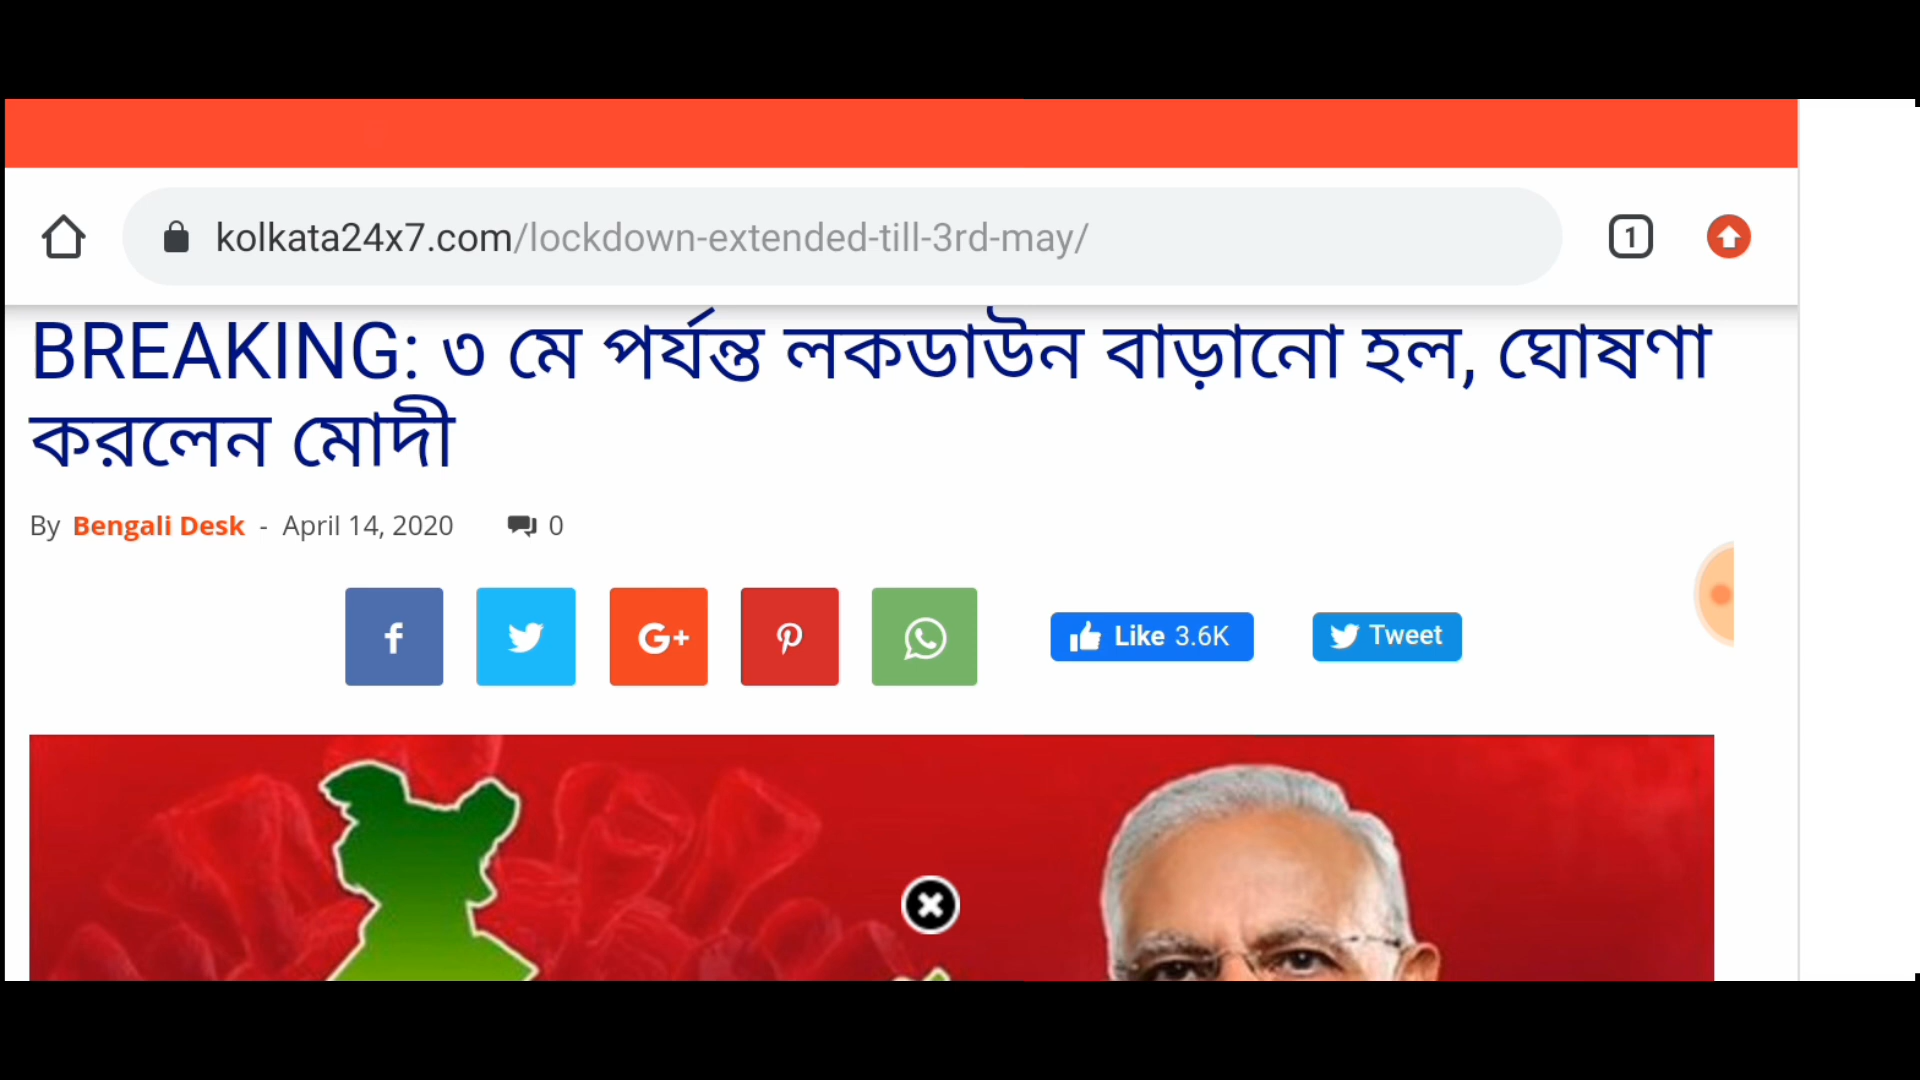 kolkata24x7.com/lockdown-extended-till-3rd-may/
1
BREAKING: ৩ মে পর্যন্ত লকডাউন বাড়ানো হল, ঘোষণা
করলেন মোদী
By Bengali Desk - April 14, 2020 0
f G+ Like 3.6K Tweet